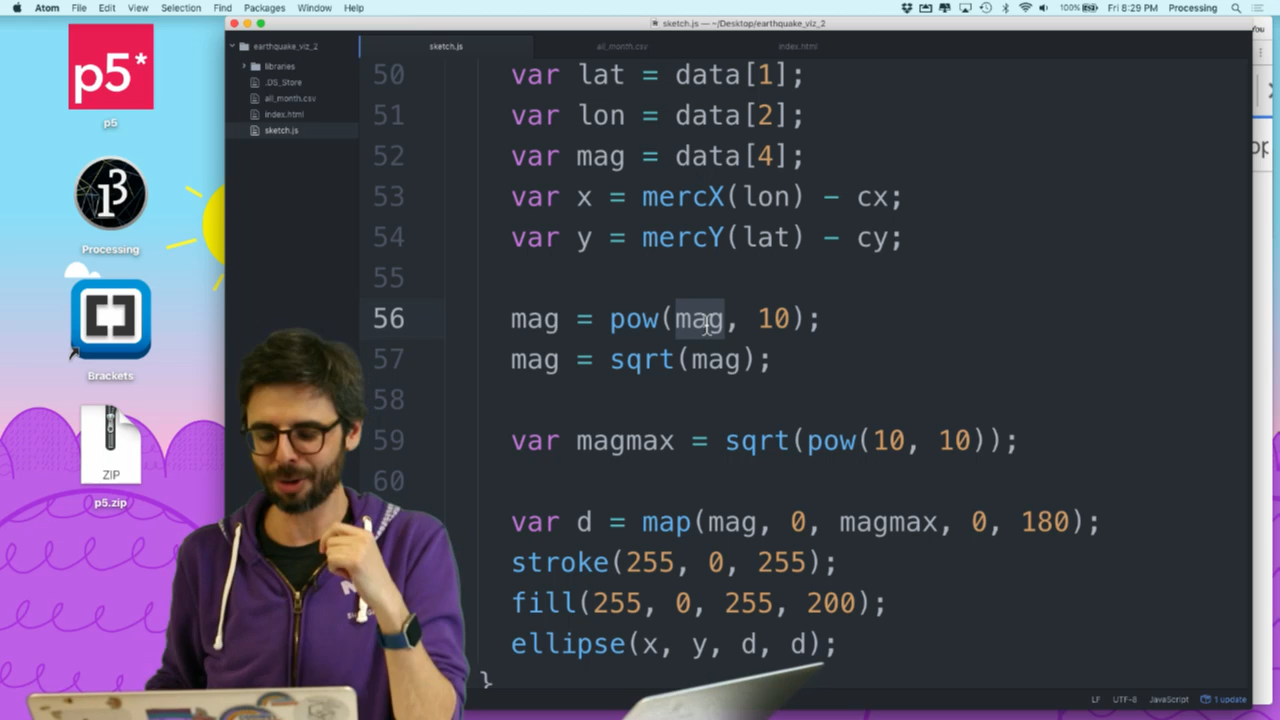 Atom File Edit View Selection Find Packages Window Help
100% Fri 8:29 PM Processing
sketch.js — ~/Desktop/earthquake_viz_2
earthquake_viz_2
libraries
.DS_Store
all_month.csv
index.html
sketch.js
sketch.js all_month.csv index.html
50 var lat = data[1];
51 var lon = data[2];
52 var mag = data[4];
53 var x = mercX(lon) - cx;
54 var y = mercY(lat) - cy;
55
56 mag = pow(mag, 10);
57 mag = sqrt(mag);
58
59 var magmax = sqrt(pow(10, 10));
60
var d = map(mag, 0, magmax, 0, 180);
stroke(255, 0, 255);
fill(255, 0, 255, 200);
ellipse(x, y, d, d);
}
LF UTF-8 JavaScript 1 update
p5*
p5
Processing
Brackets
ZIP
p5.zip
You